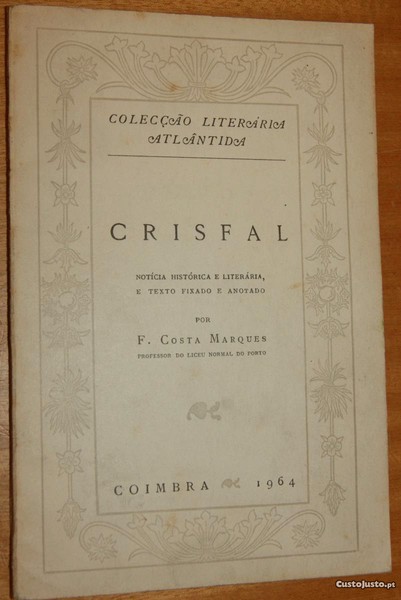 COLECÇÃO LITERÁRIA
ATLÂNTIDA
CRISFAL
NOTÍCIA HISTÓRICA E LITERÁRIA,
E TEXTO FIXADO E ANOTADO
POR
F. COSTA MARQUES
PROFESSOR DO LICEU NORMAL DO PORTO
COIMBRA 1964
CustoJusto.pt